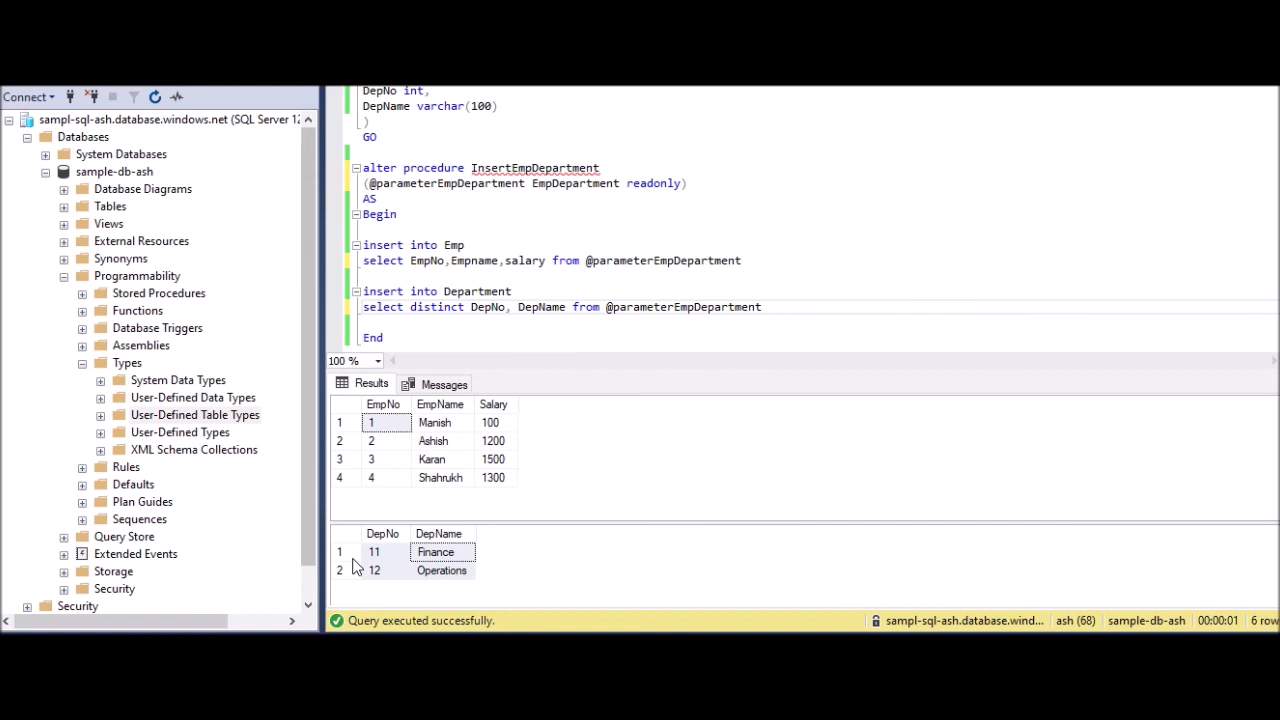 Connect
sampl-sql-ash.database.windows.net (SQL Server 12
Databases
System Databases
sample-db-ash
Database Diagrams
Tables
Views
External Resources
Synonyms
Programmability
Stored Procedures
Functions
Database Triggers
Assemblies
Types
System Data Types
User-Defined Data Types
User-Defined Table Types
User-Defined Types
XML Schema Collections
Rules
Defaults
Plan Guides
Sequences
Query Store
Extended Events
Storage
Security
Security
DepNo int,
DepName varchar(100)
)
GO
alter procedure InsertEmpDepartment
(@parameterEmpDepartment EmpDepartment readonly)
AS
Begin
insert into Emp
select EmpNo,Empname,salary from @parameterEmpDepartment
insert into Department
select distinct DepNo, DepName from @parameterEmpDepartment
End
100 %
Results Messages
EmpNo EmpName Salary
1 1 Manish 100
2 2 Ashish 1200
3 3 Karan 1500
4 4 Shahrukh 1300
DepNo DepName
1 11 Finance
2 12 Operations
Query executed successfully. sampl-sql-ash.database.wind... ash (68) sample-db-ash 00:00:01 6 row